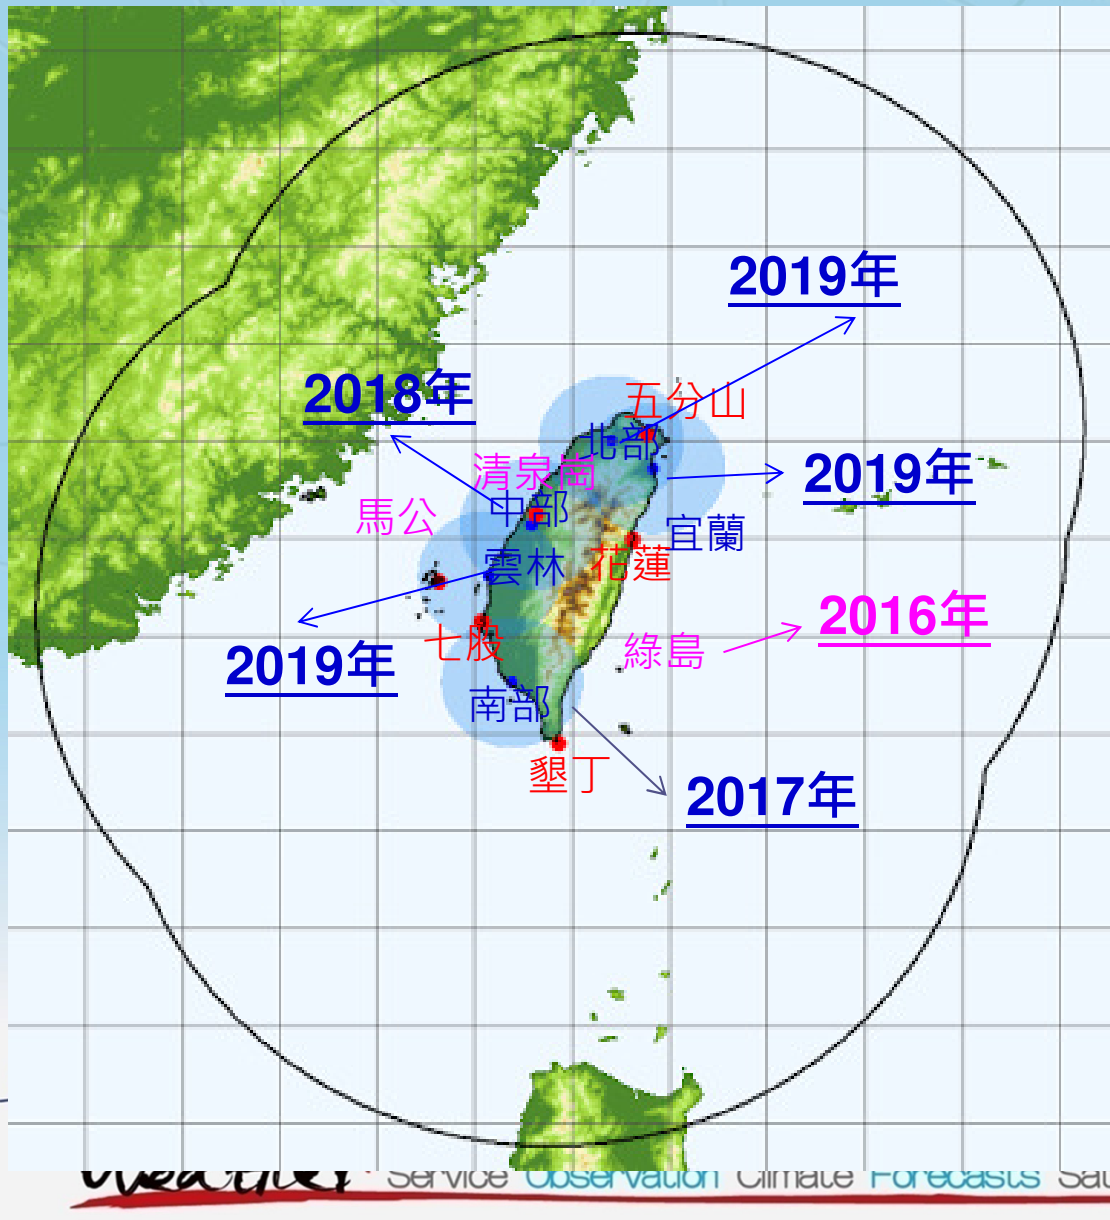 2019年
2018年
五分山
北部
清泉崗
2019年
馬公
中部
宜蘭
雲林
花蓮
2016年
七股
綠島
2019年
南部
墾丁
2017年
Weather Service Observation Climate Forecasts Sat